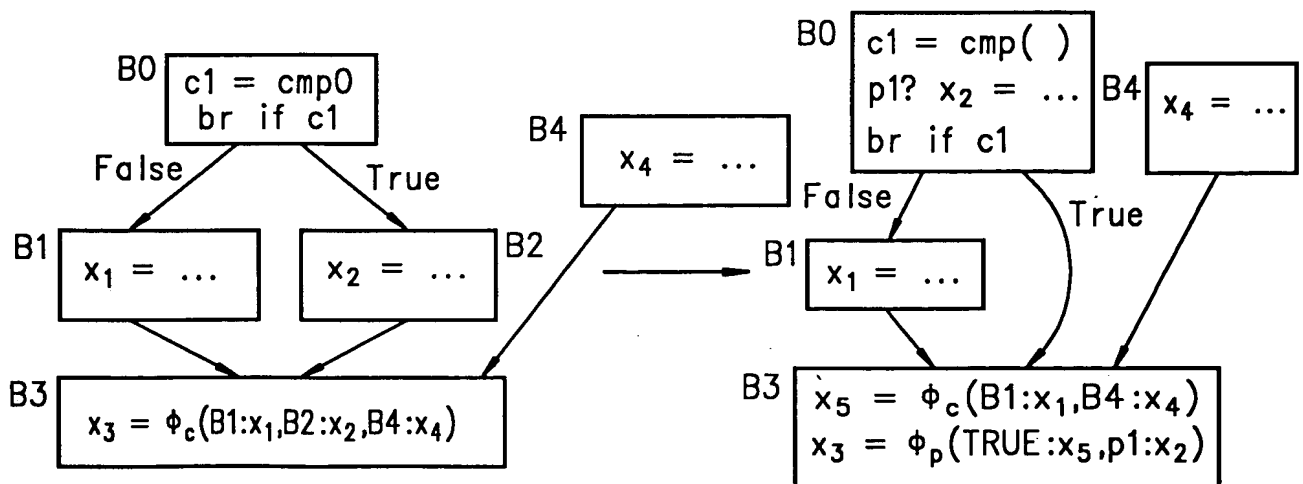 B0
c1 = cmp0
br if c1
False
True
B4
x₄ = ...
B1
x₁ = ...
x₂ = ...
B2
B3
x₃ = ϕc(B1:x₁,B2:x₂,B4:x₄)
B0
c1 = cmp( )
p1? x₂ = ...
br if c1
B4
x₄ = ...
False
True
B1
x₁ = ...
B3
x₅ = ϕc(B1:x₁,B4:x₄)
x₃ = ϕp(TRUE:x₅,p1:x₂)